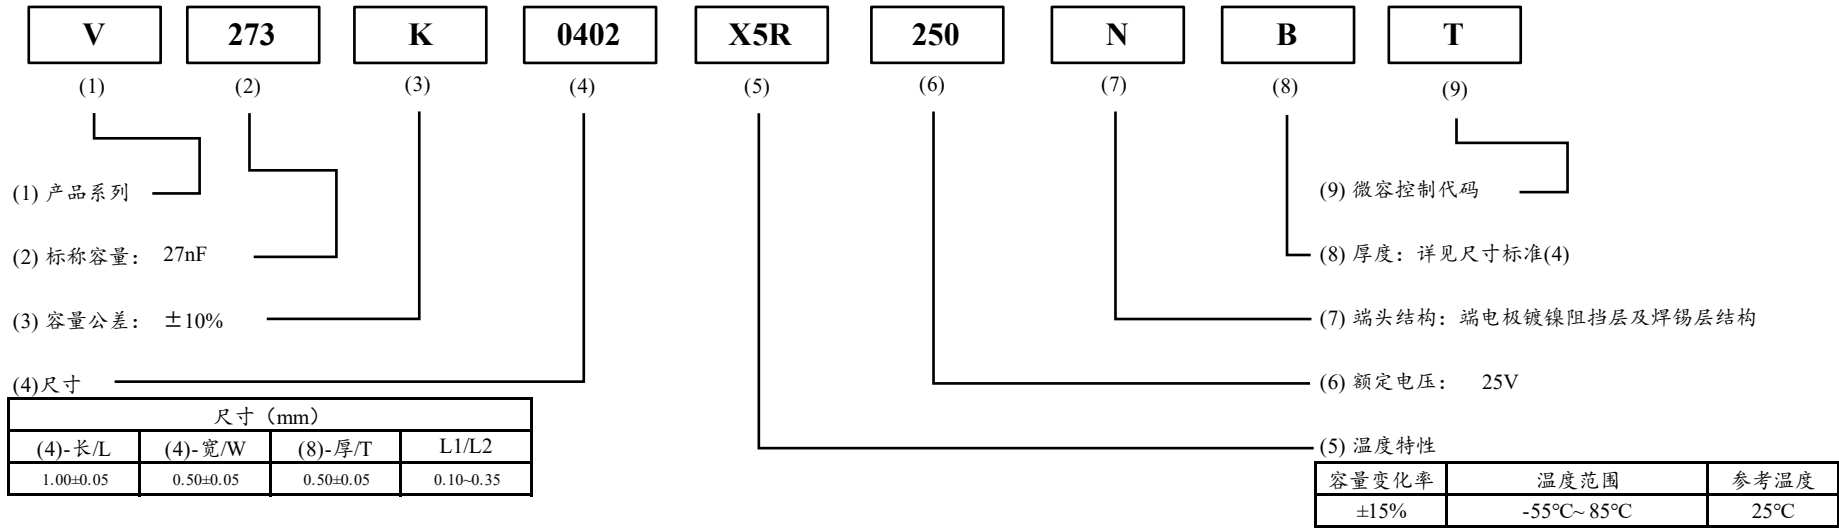 V 273 K 0402 X5R 250 N B T
(1) (2) (3) (4) (5) (6) (7) (8) (9)
(1) 产品系列
(9) 微容控制代码
(2) 标称容量： 27nF
(8) 厚度：详见尺寸标准(4)
(3) 容量公差： ±10%
(7) 端头结构：端电极镀镍阻挡层及焊锡层结构
(4)尺寸
(6) 额定电压： 25V
尺寸（mm）
(4)-长/L (4)-宽/W (8)-厚/T L1/L2
1.00±0.05 0.50±0.05 0.50±0.05 0.10~0.35
(5) 温度特性
容量变化率 温度范围 参考温度
±15% -55℃~ 85℃ 25℃